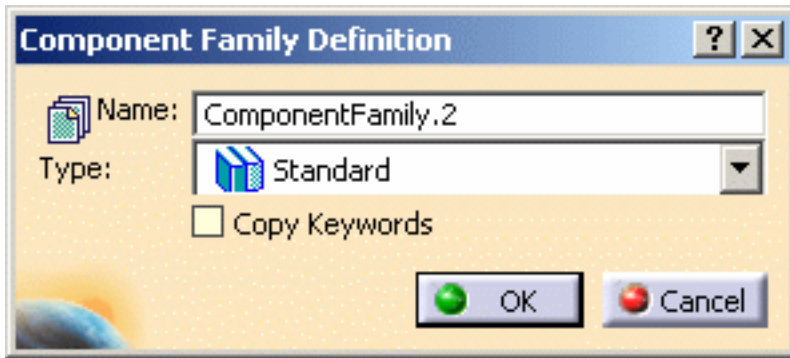 Component Family Definition
Name: ComponentFamily.2
Type: Standard
Copy Keywords
OK Cancel